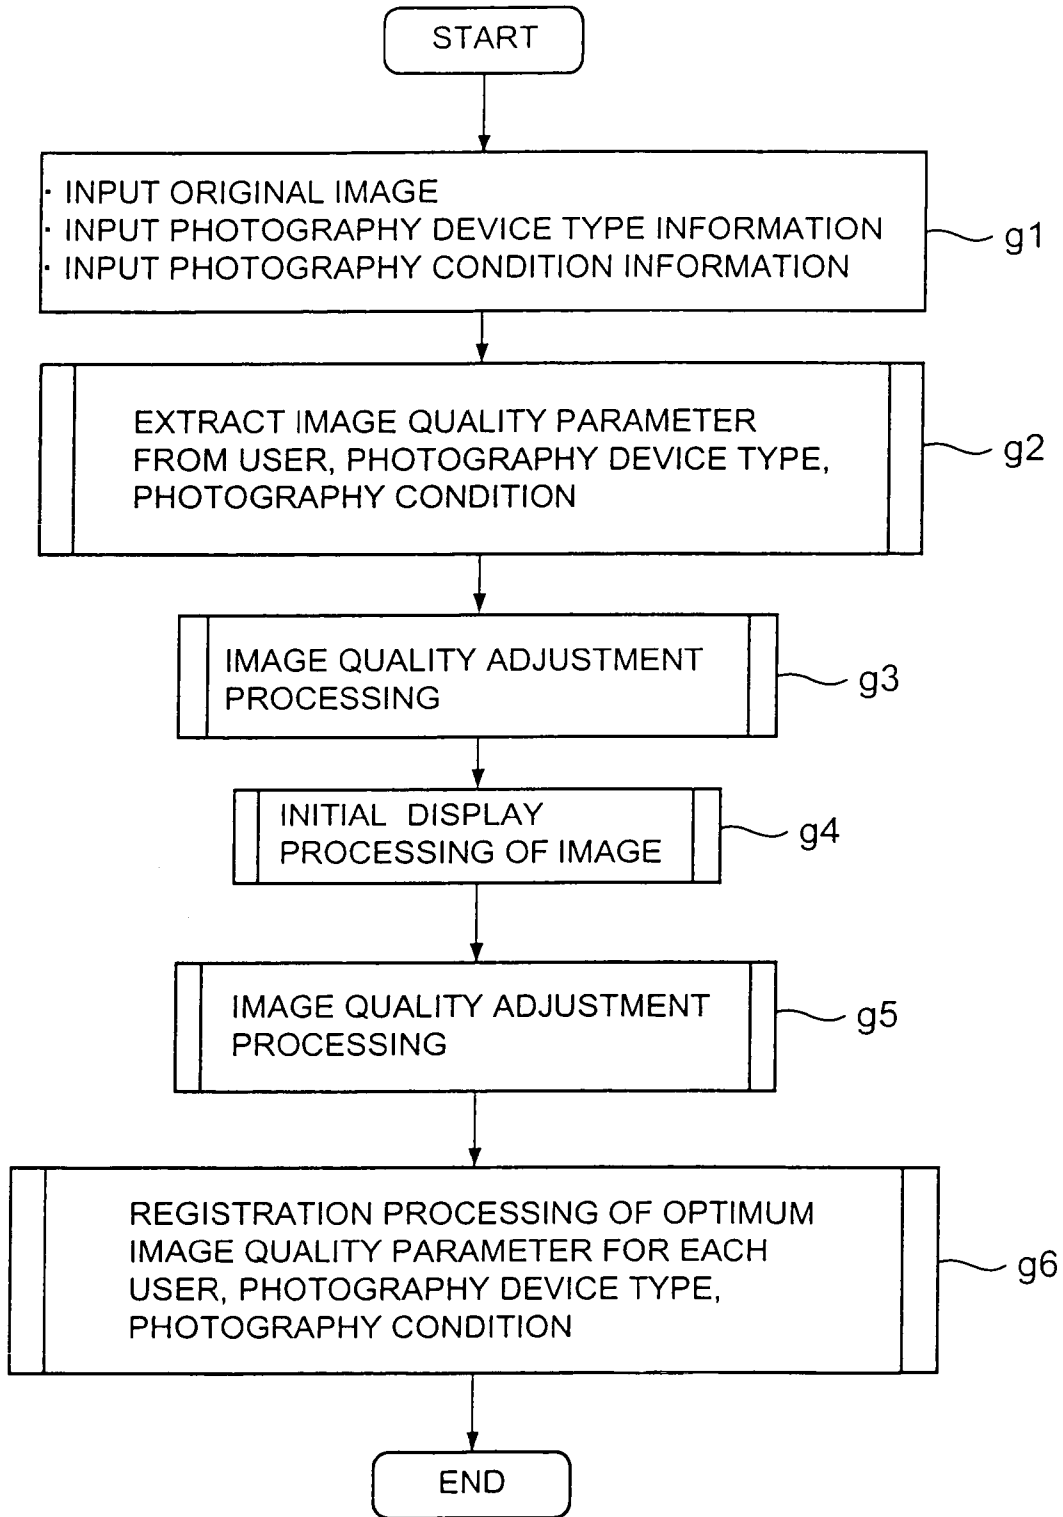 START
· INPUT ORIGINAL IMAGE
· INPUT PHOTOGRAPHY DEVICE TYPE INFORMATION
· INPUT PHOTOGRAPHY CONDITION INFORMATION
g1
EXTRACT IMAGE QUALITY PARAMETER
FROM USER, PHOTOGRAPHY DEVICE TYPE,
PHOTOGRAPHY CONDITION
g2
IMAGE QUALITY ADJUSTMENT
PROCESSING
g3
INITIAL DISPLAY
PROCESSING OF IMAGE
g4
IMAGE QUALITY ADJUSTMENT
PROCESSING
g5
REGISTRATION PROCESSING OF OPTIMUM
IMAGE QUALITY PARAMETER FOR EACH
USER, PHOTOGRAPHY DEVICE TYPE,
PHOTOGRAPHY CONDITION
g6
END